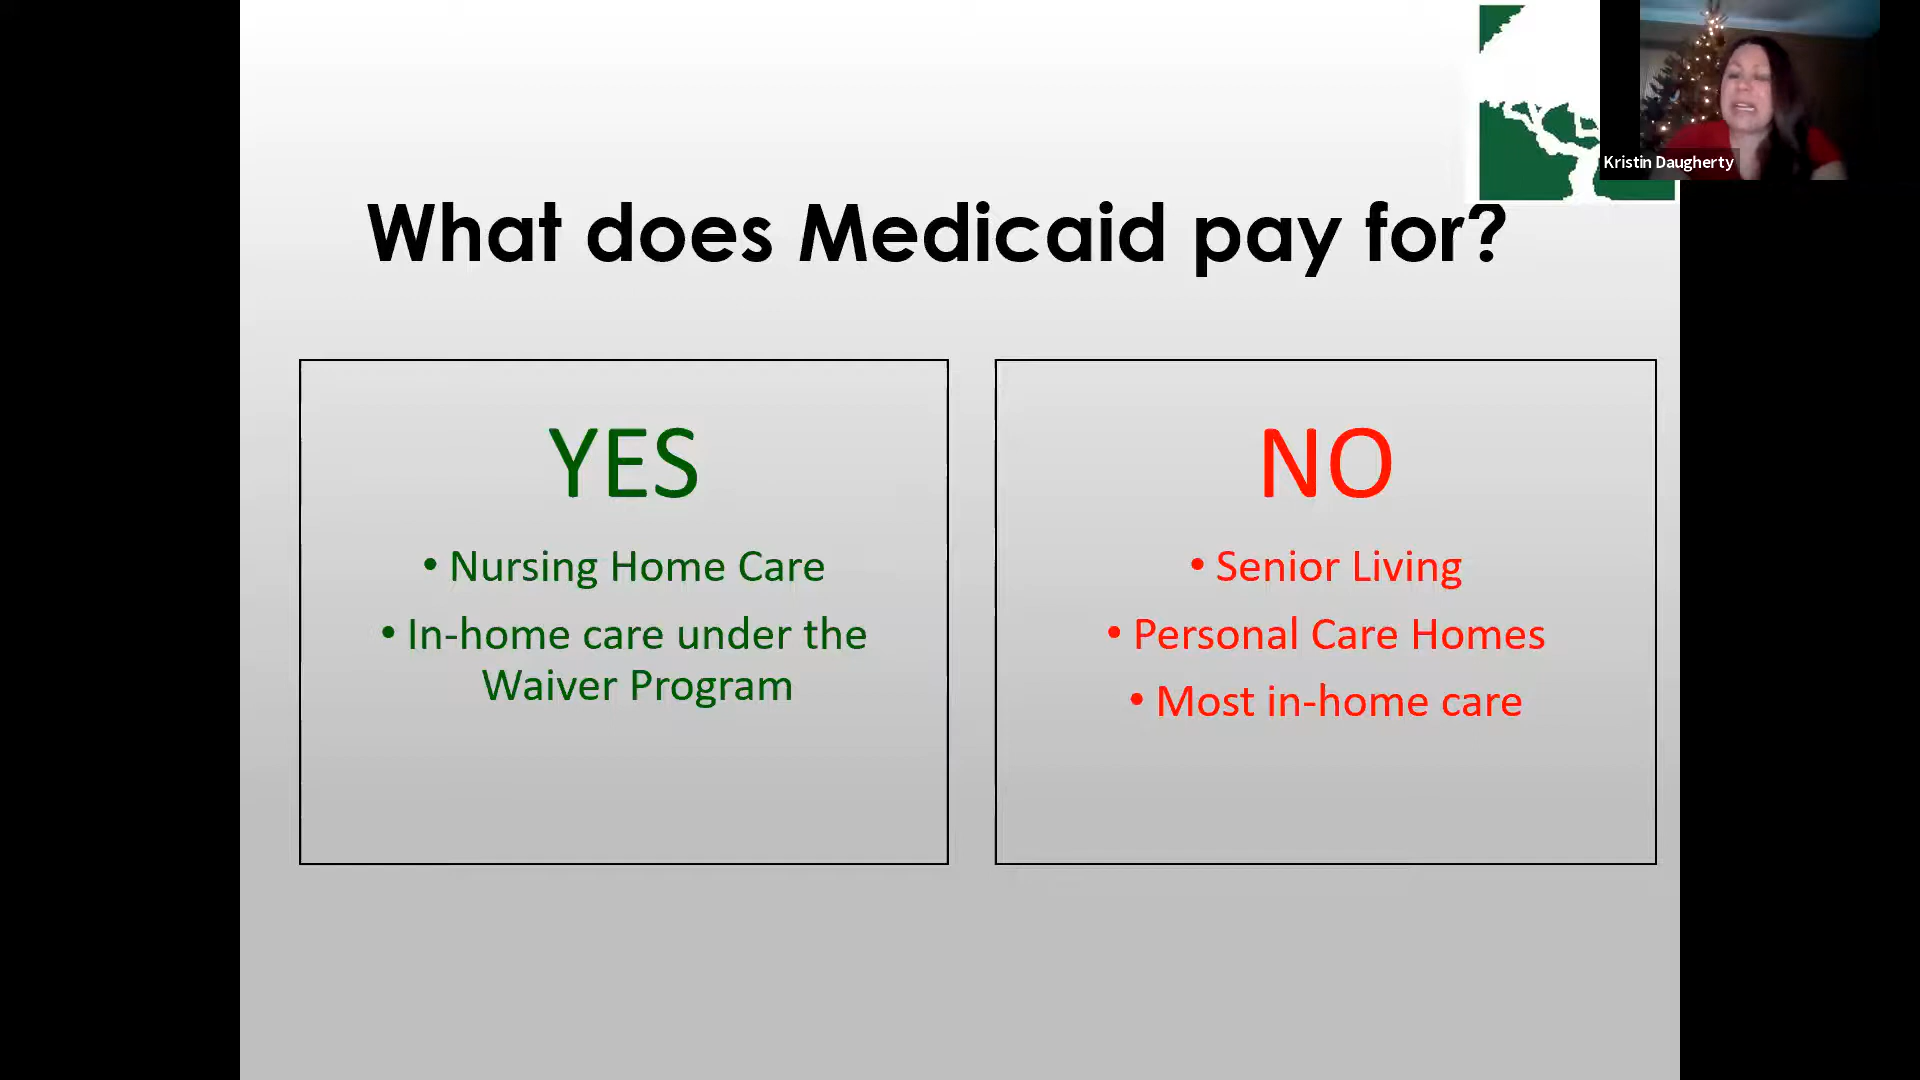 Kristin Daugherty
What does Medicaid pay for?
YES
• Nursing Home Care
• In-home care under the
Waiver Program
NO
• Senior Living
• Personal Care Homes
• Most in-home care